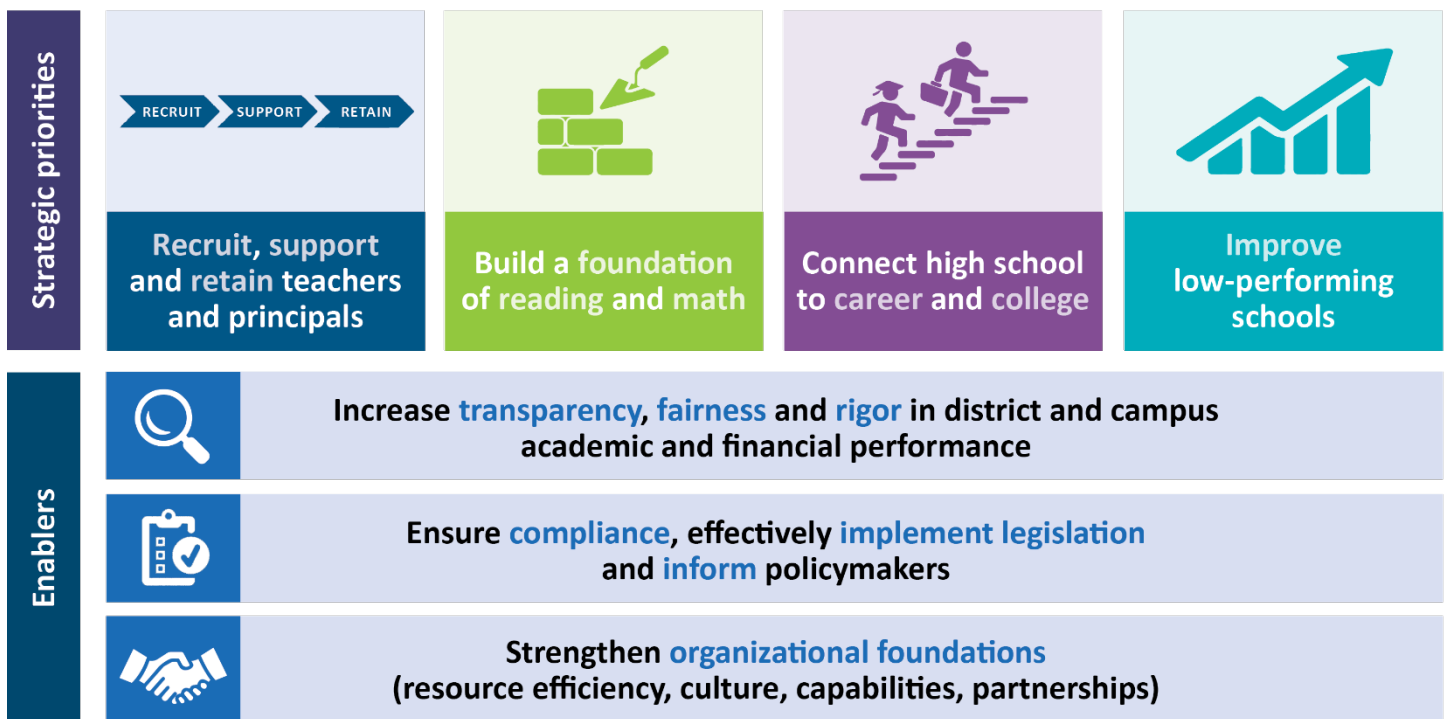 Strategic priorities
RECRUIT SUPPORT RETAIN
Recruit, support
and retain teachers
and principals
Build a foundation
of reading and math
Connect high school
to career and college
Improve
low-performing
schools
Enablers
Increase transparency, fairness and rigor in district and campus
academic and financial performance
Ensure compliance, effectively implement legislation
and inform policymakers
Strengthen organizational foundations
(resource efficiency, culture, capabilities, partnerships)